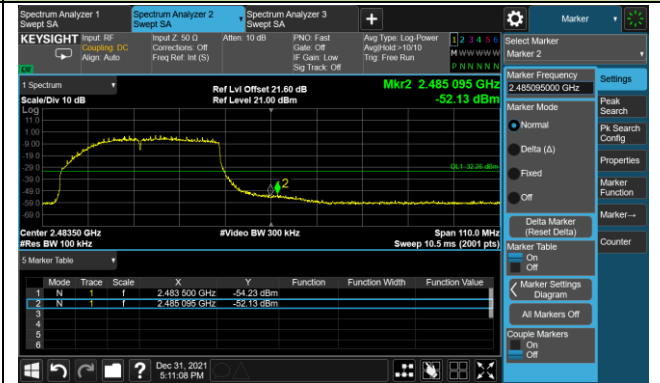 Spectrum Analyzer 1
Swept SA
Spectrum Analyzer 2
Swept SA
Spectrum Analyzer 3
Swept SA
+
Marker
KEYSIGHT
Input: RF
Coupling: DC
Align: Auto
Input Z: 50 Ω
Corrections: Off
Freq Ref: Int (S)
Atten: 10 dB
PNO: Fast
Gate: Off
IF Gain: Low
Sig Track: Off
Avg Type: Log-Power
Avg|Hold:>10/10
Trig: Free Run
1 2 3 4 5 6
M W W W W W
P N N N N N
LXI
Select Marker
Marker 2
1 Spectrum
Scale/Div 10 dB
Log
Ref Lvl Offset 21.60 dB
Ref Level 21.00 dBm
Mkr2 2.485 095 GHz
-52.13 dBm
11.0
1.00
-9.00
-19.0
-29.0
-39.0
-49.0
-59.0
-69.0
DL1 -32.26 dBm
2
Center 2.48350 GHz
#Res BW 100 kHz
#Video BW 300 kHz
Span 110.0 MHz
Sweep 10.5 ms (2001 pts)
5 Marker Table
Mode Trace Scale X Y Function Function Width Function Value
1 N 1 f 2.483 500 GHz -54.23 dBm
2 N 1 f 2.485 095 GHz -52.13 dBm
3
4
5
6
Marker Frequency
2.485095000 GHz
Marker Mode
Normal
Delta (Δ)
Fixed
Off
Delta Marker
(Reset Delta)
Marker Table
On
Off
Marker Settings
Diagram
All Markers Off
Couple Markers
On
Off
Settings
Peak
Search
Pk Search
Config
Properties
Marker
Function
Marker→
Counter
?
Dec 31, 2021
5:11:08 PM